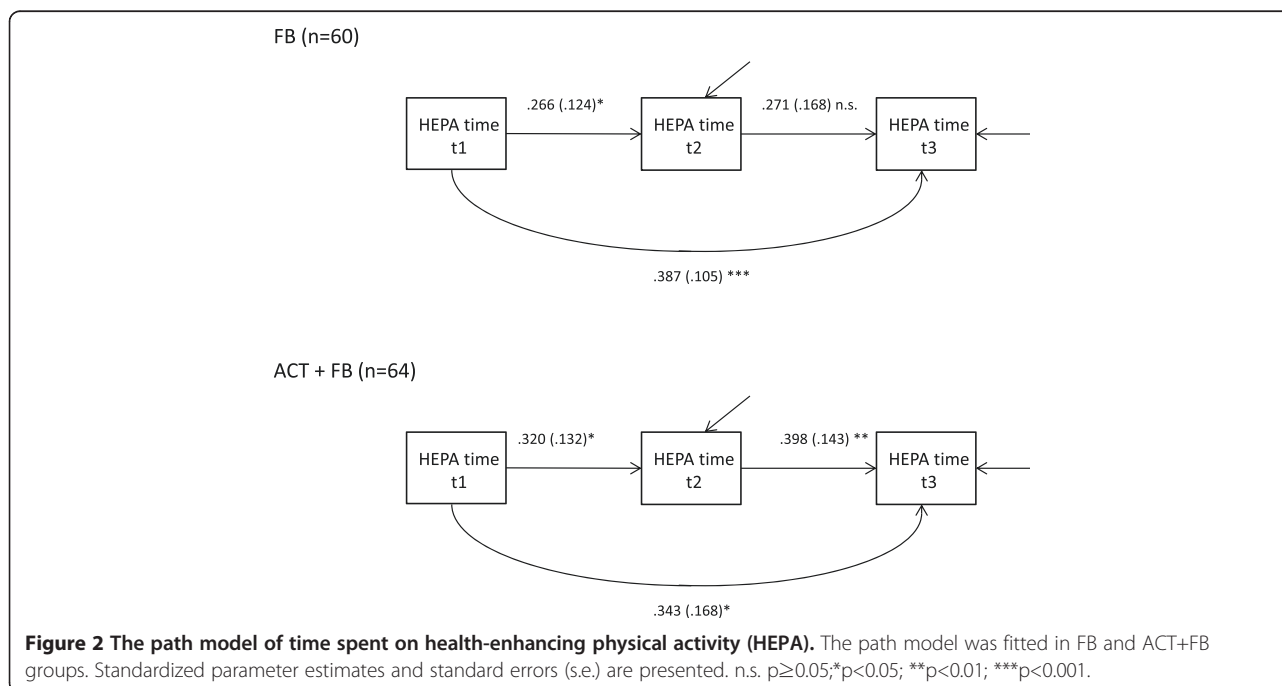 FB (n=60)
.266 (.124)*
.271 (.168) n.s.
HEPA time
t1
HEPA time
t2
HEPA time
t3
.387 (.105) ***
ACT + FB (n=64)
.320 (.132)*
.398 (.143) **
HEPA time
t1
HEPA time
t2
HEPA time
t3
.343 (.168)*
Figure 2 The path model of time spent on health-enhancing physical activity (HEPA). The path model was fitted in FB and ACT+FB
groups. Standardized parameter estimates and standard errors (s.e.) are presented. n.s. p≥0.05;*p<0.05; **p<0.01; ***p<0.001.